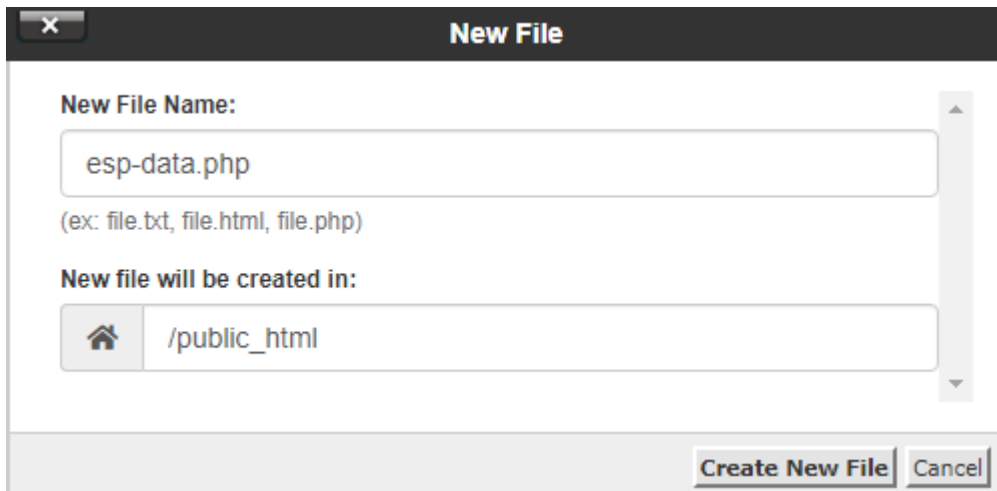 New File
New File Name:
esp-data.php
(ex: file.txt, file.html, file.php)
New file will be created in:
/public_html
Create New File Cancel